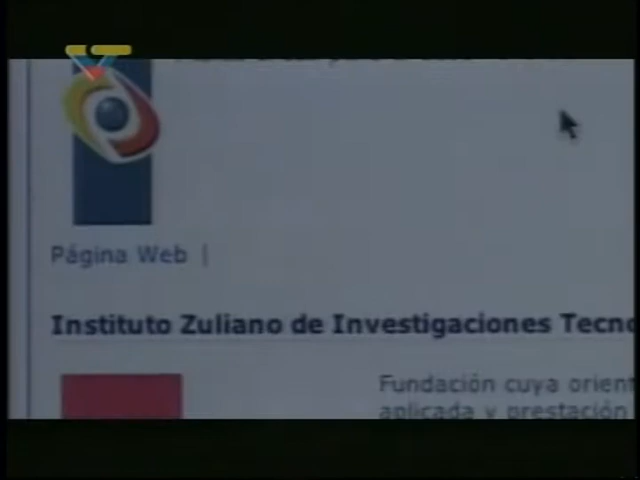 Página Web |
Instituto Zuliano de Investigaciones Tecno
Fundación cuya orient
aplicada y prestación